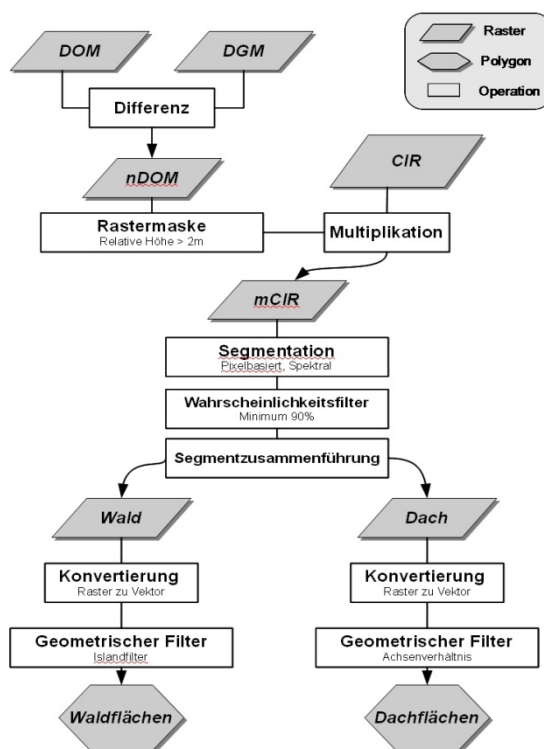 DOM
DGM
Raster
Polygon
Operation
Differenz
nDOM
CIR
Rastermaske
Relative Höhe > 2m
Multiplikation
mCIR
Segmentation
Pixelbasiert, Spektral
Wahrscheinlichkeitsfilter
Minimum 90%
Segmentzusammenführung
Wald
Dach
Konvertierung
Raster zu Vektor
Konvertierung
Raster zu Vektor
Geometrischer Filter
Islandfilter
Geometrischer Filter
Achsenverhältnis
Waldflächen
Dachflächen